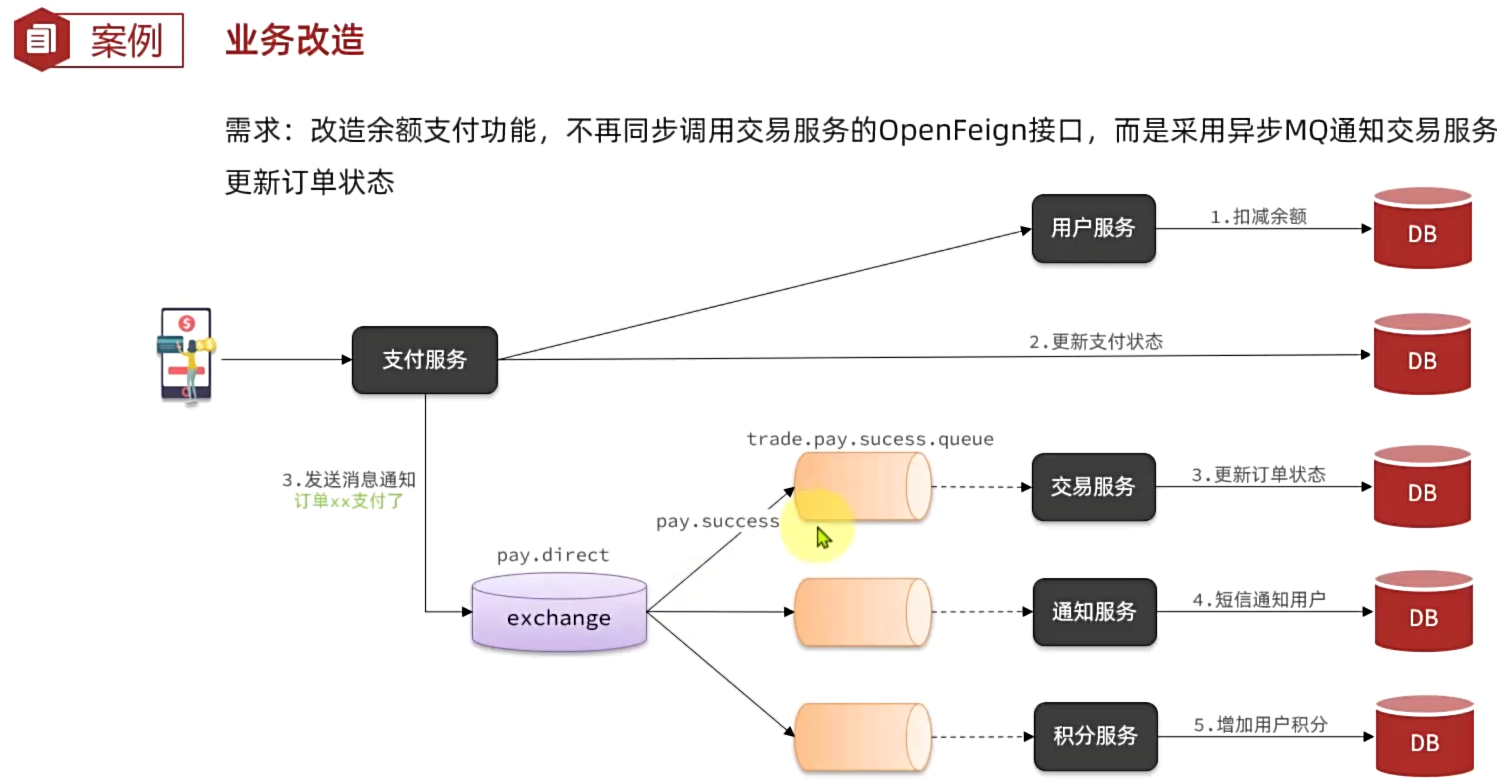 案例
业务改造
需求：改造余额支付功能，不再同步调用交易服务的OpenFeign接口，而是采用异步MQ通知交易服务
更新订单状态
用户服务
1.扣减余额
DB
支付服务
2.更新支付状态
DB
trade.pay.sucess.queue
3.发送消息通知
订单xx支付了
交易服务
3.更新订单状态
DB
pay.success
pay.direct
exchange
通知服务
4.短信通知用户
DB
积分服务
5.增加用户积分
DB